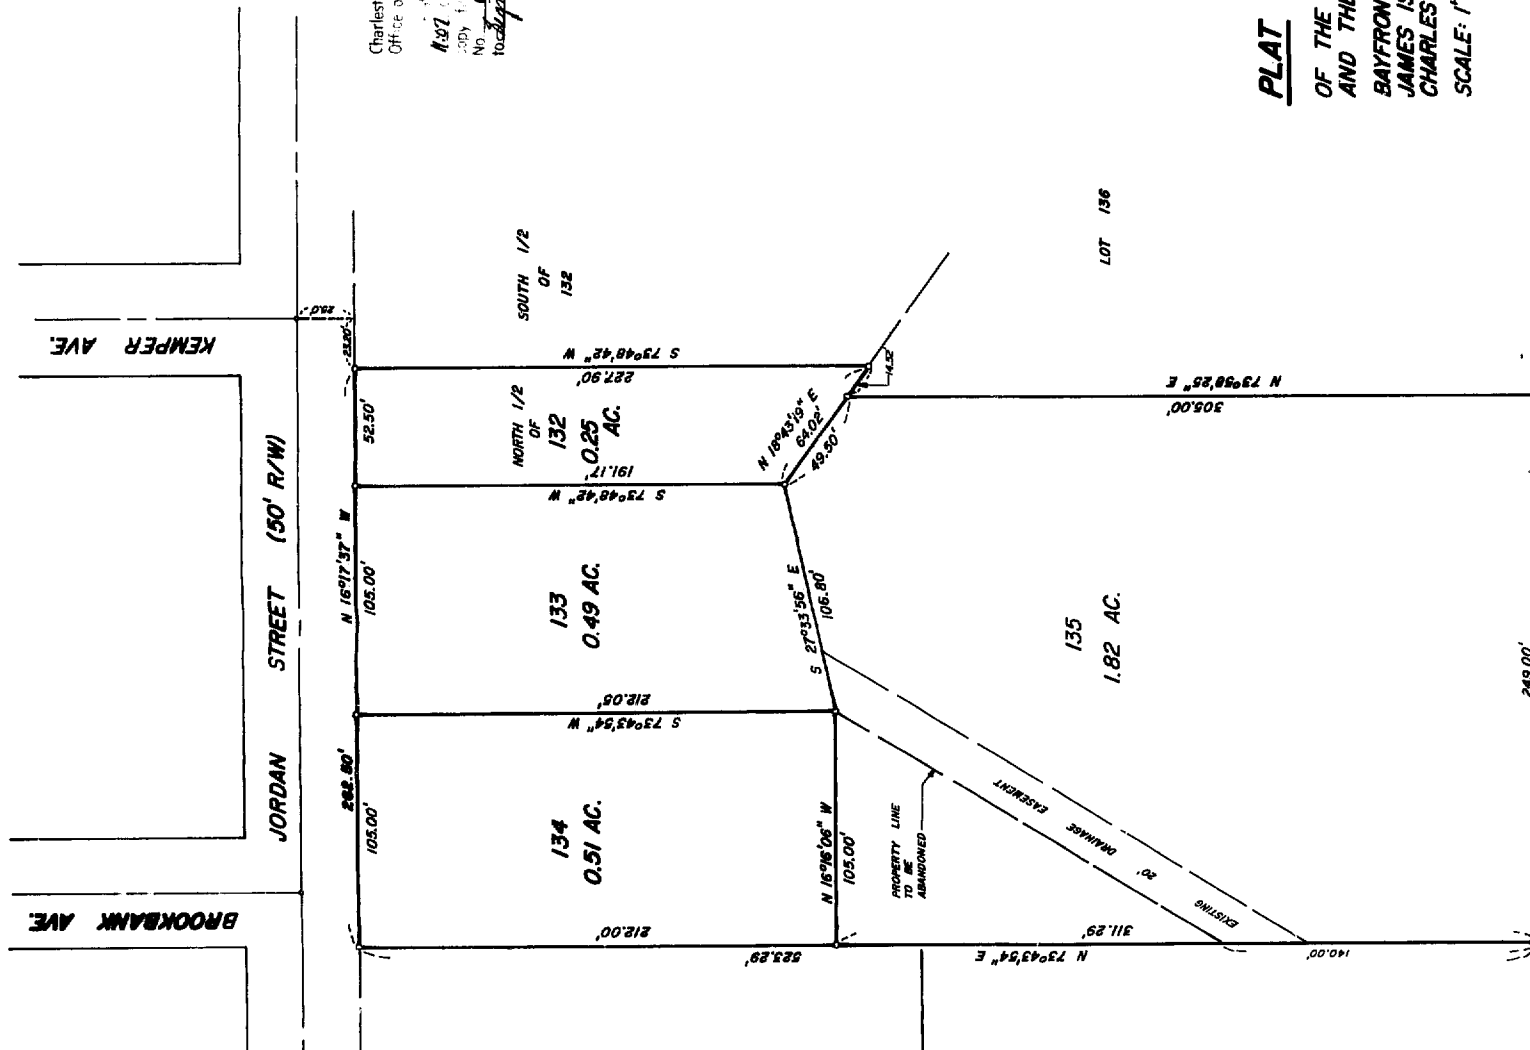 Charlest
Office o
No.
to
PLAT
OF THE
AND THE
BAYFRON
JAMES IS
CHARLES
SCALE: 1"
KEMPER AVE.
BROOKBANK AVE.
JORDAN STREET (50' R/W)
25.0'
23.20'
N 16°17'37" W
262.50'
52.50'
105.00'
105.00'
SOUTH 1/2
OF
132
S 73°48'42" W
227.90'
NORTH 1/2
OF
132
0.25
AC.
191.17'
S 73°48'42" W
N 18°43'19" E
64.02'
49.50'
14.52'
133
0.49 AC.
S 27°33'56" E
106.80'
212.05'
S 73°43'54" W
134
0.51 AC.
N 16°16'06" W
105.00'
212.00'
523.29'
LOT 136
N 73°58'25" E
305.00'
135
1.82 AC.
249.00'
PROPERTY LINE
TO BE
ABANDONED
EXISTING 20' DRAINAGE EASEMENT
311.29'
N 73°43'54" E
140.00'